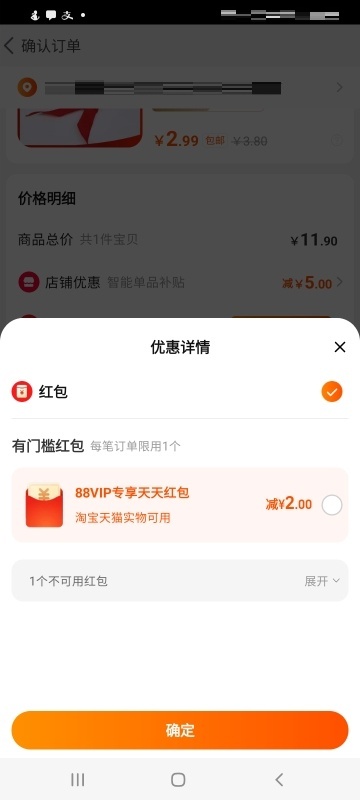 确认订单
¥2.99 包邮 ¥3.80
价格明细
商品总价 共1件宝贝 ¥11.90
店铺优惠 智能单品补贴 减¥5.00
优惠详情
红包
有门槛红包 每笔订单限用1个
88VIP专享天天红包
淘宝天猫实物可用
减¥2.00
1个不可用红包 展开
确定